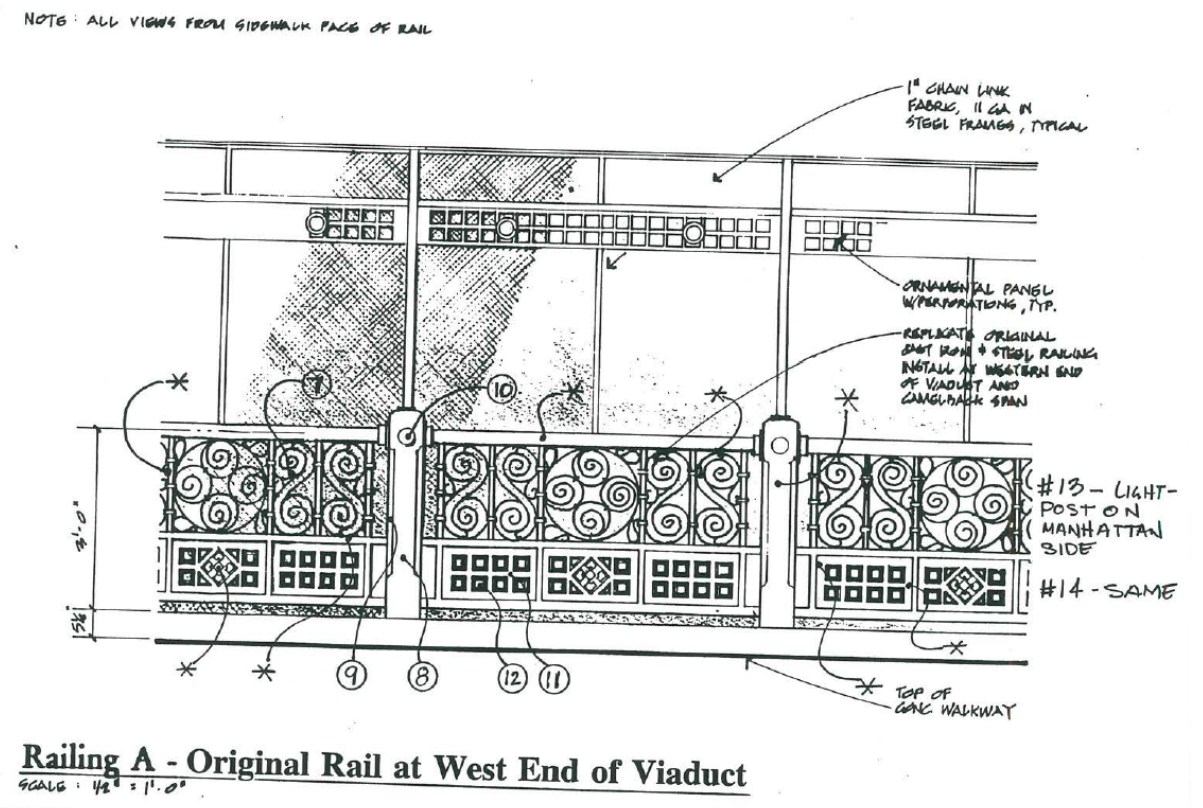 NOTE : ALL VIEWS FROM SIDEWALK FACE OF RAIL
1" CHAIN LINK
FABRIC, 11 GA IN
STEEL FRAMES, TYPICAL
ORNAMENTAL PANEL
W/PERFORATIONS, TYP.
REPLICATE ORIGINAL
CAST IRON & STEEL RAILING
INSTALL AT WESTERN END
OF VIADUCT AND
CAMELBACK SPAN
7
10
3'-0"
5½"
#13 - LIGHT-
POST ON
MANHATTAN
SIDE
#14 - SAME
9 8 12 11
TOP OF
CONC. WALKWAY
Railing A - Original Rail at West End of Viaduct
SCALE : 1/2" = 1'-0"